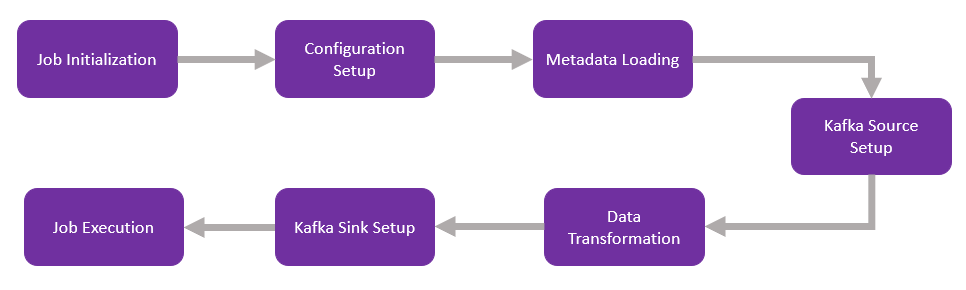 Job Initialization
Configuration
Setup
Metadata Loading
Kafka Source
Setup
Data
Transformation
Kafka Sink Setup
Job Execution